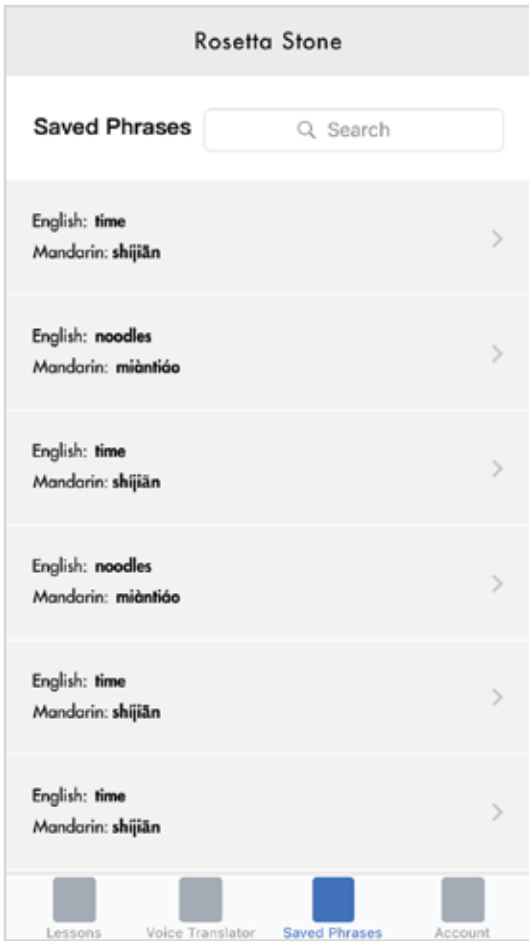 Rosetta Stone
Saved Phrases
Search
English: time
Mandarin: shíjiān
English: noodles
Mandarin: miàntiáo
English: time
Mandarin: shíjiān
English: noodles
Mandarin: miàntiáo
English: time
Mandarin: shíjiān
English: time
Mandarin: shíjiān
Lessons Voice Translator Saved Phrases Account